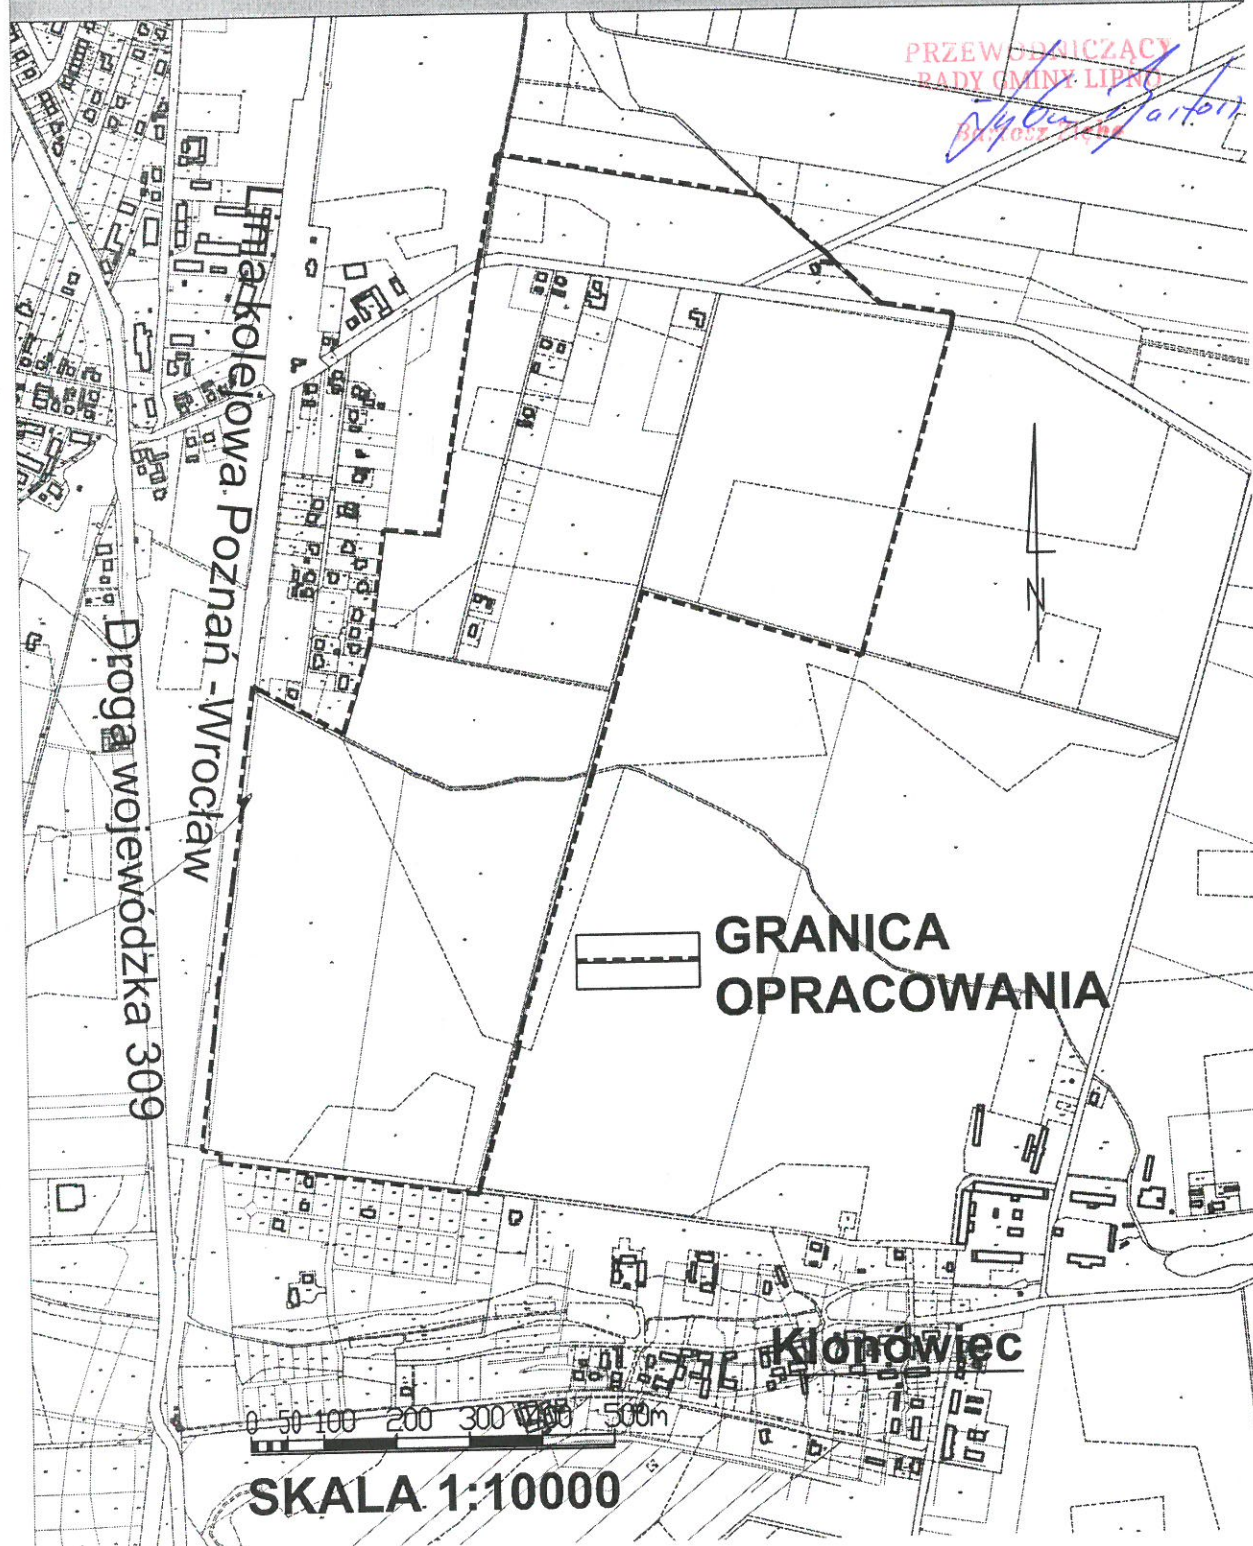 PRZEWODNICZĄCY
RADY GMINY LIPNO
Linia kolejowa Poznań - Wrocław
Droga wojewódzka 309
N
GRANICA
OPRACOWANIA
Klonówiec
0 50 100 200 300 400 500m
SKALA 1:10000